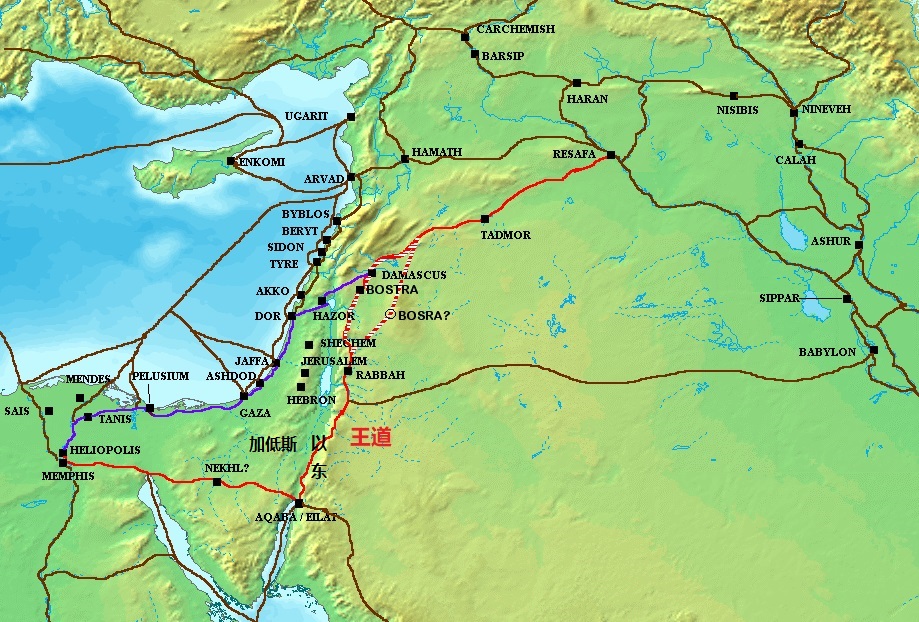 CARCHEMISH
BARSIP
HARAN
NISIBIS
NINEVEH
UGARIT
ENKOMI
HAMATH
RESAFA
CALAH
ARVAD
BYBLOS
BERYT
SIDON
TYRE
TADMOR
ASHUR
DAMASCUS
AKKO
BOSTRA
SIPPAR
DOR
HAZOR
BOSRA?
SHECHEM
BABYLON
JAFFA
JERUSALEM
MENDES
PELUSIUM
ASHDOD
RABBAH
HEBRON
SAIS
TANIS
GAZA
加低斯
以
东
王道
HELIOPOLIS
MEMPHIS
NEKHL?
AQABA / EILAT